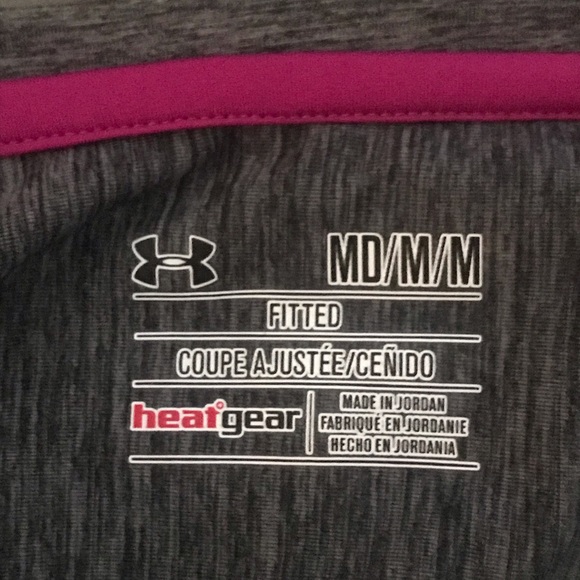 MD/M/M
FITTED
COUPE AJUSTÉE/CEÑIDO
heatgear
MADE IN JORDAN
FABRIQUÉ EN JORDANIE
HECHO EN JORDANIA